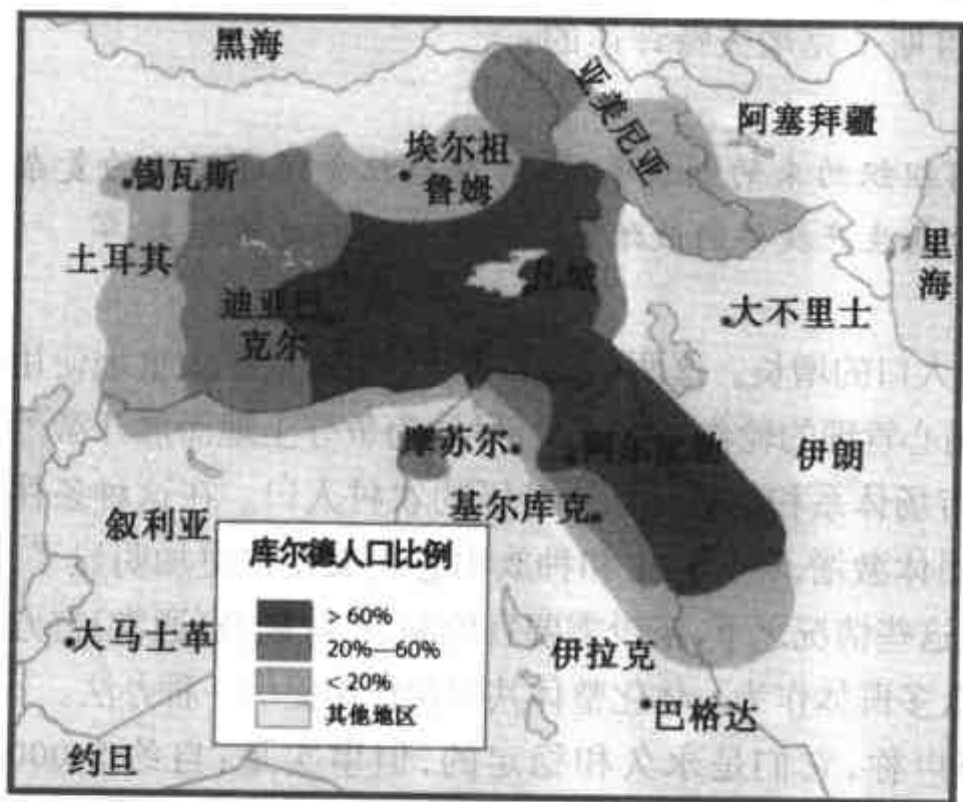 黑海
亚美尼亚
阿塞拜疆
埃尔祖
鲁姆
锡瓦斯
里海
土耳其
迪亚巴
克尔
大不里士
摩苏尔
伊朗
基尔库克
叙利亚
库尔德人口比例
> 60%
20%—60%
< 20%
其他地区
大马士革
伊拉克
巴格达
约旦